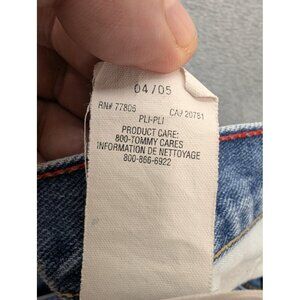 04/05
RN# 77806 CA# 20781
PLI-PLI
PRODUCT CARE:
800-TOMMY CARES
INFORMATION DE NETTOYAGE
800-866-6922